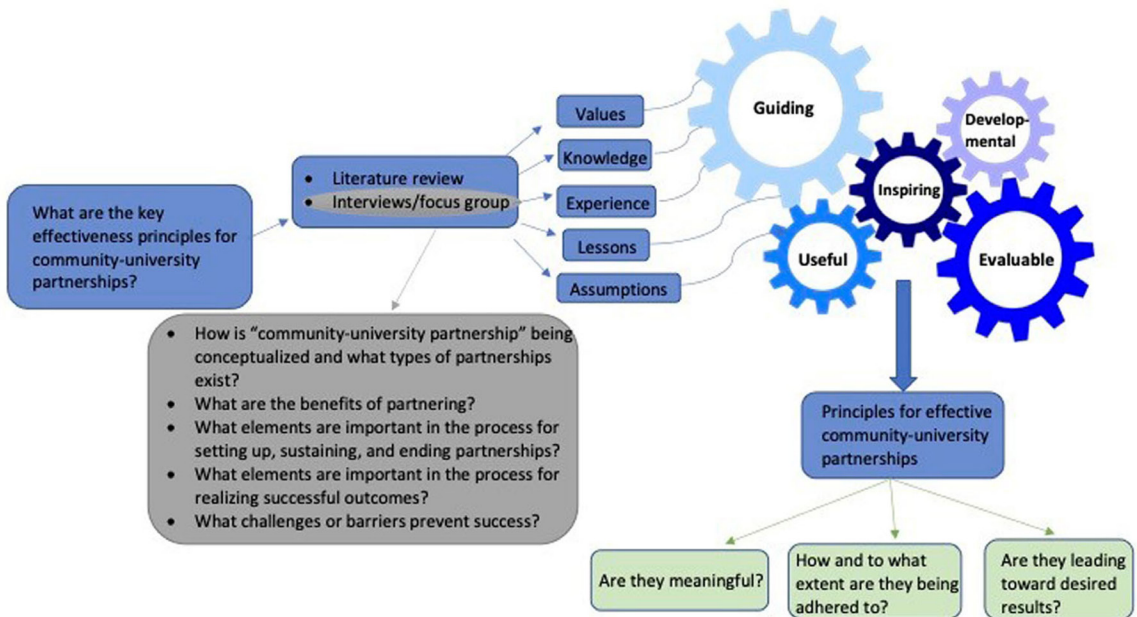 What are the key
effectiveness principles for
community-university
partnerships?
• Literature review
• Interviews/focus group
Values
Knowledge
Experience
Lessons
Assumptions
Guiding
Develop-
mental
Inspiring
Useful
Evaluable
• How is “community-university partnership” being
conceptualized and what types of partnerships
exist?
• What are the benefits of partnering?
• What elements are important in the process for
setting up, sustaining, and ending partnerships?
• What elements are important in the process for
realizing successful outcomes?
• What challenges or barriers prevent success?
Principles for effective
community-university
partnerships
Are they meaningful?
How and to what
extent are they being
adhered to?
Are they leading
toward desired
results?